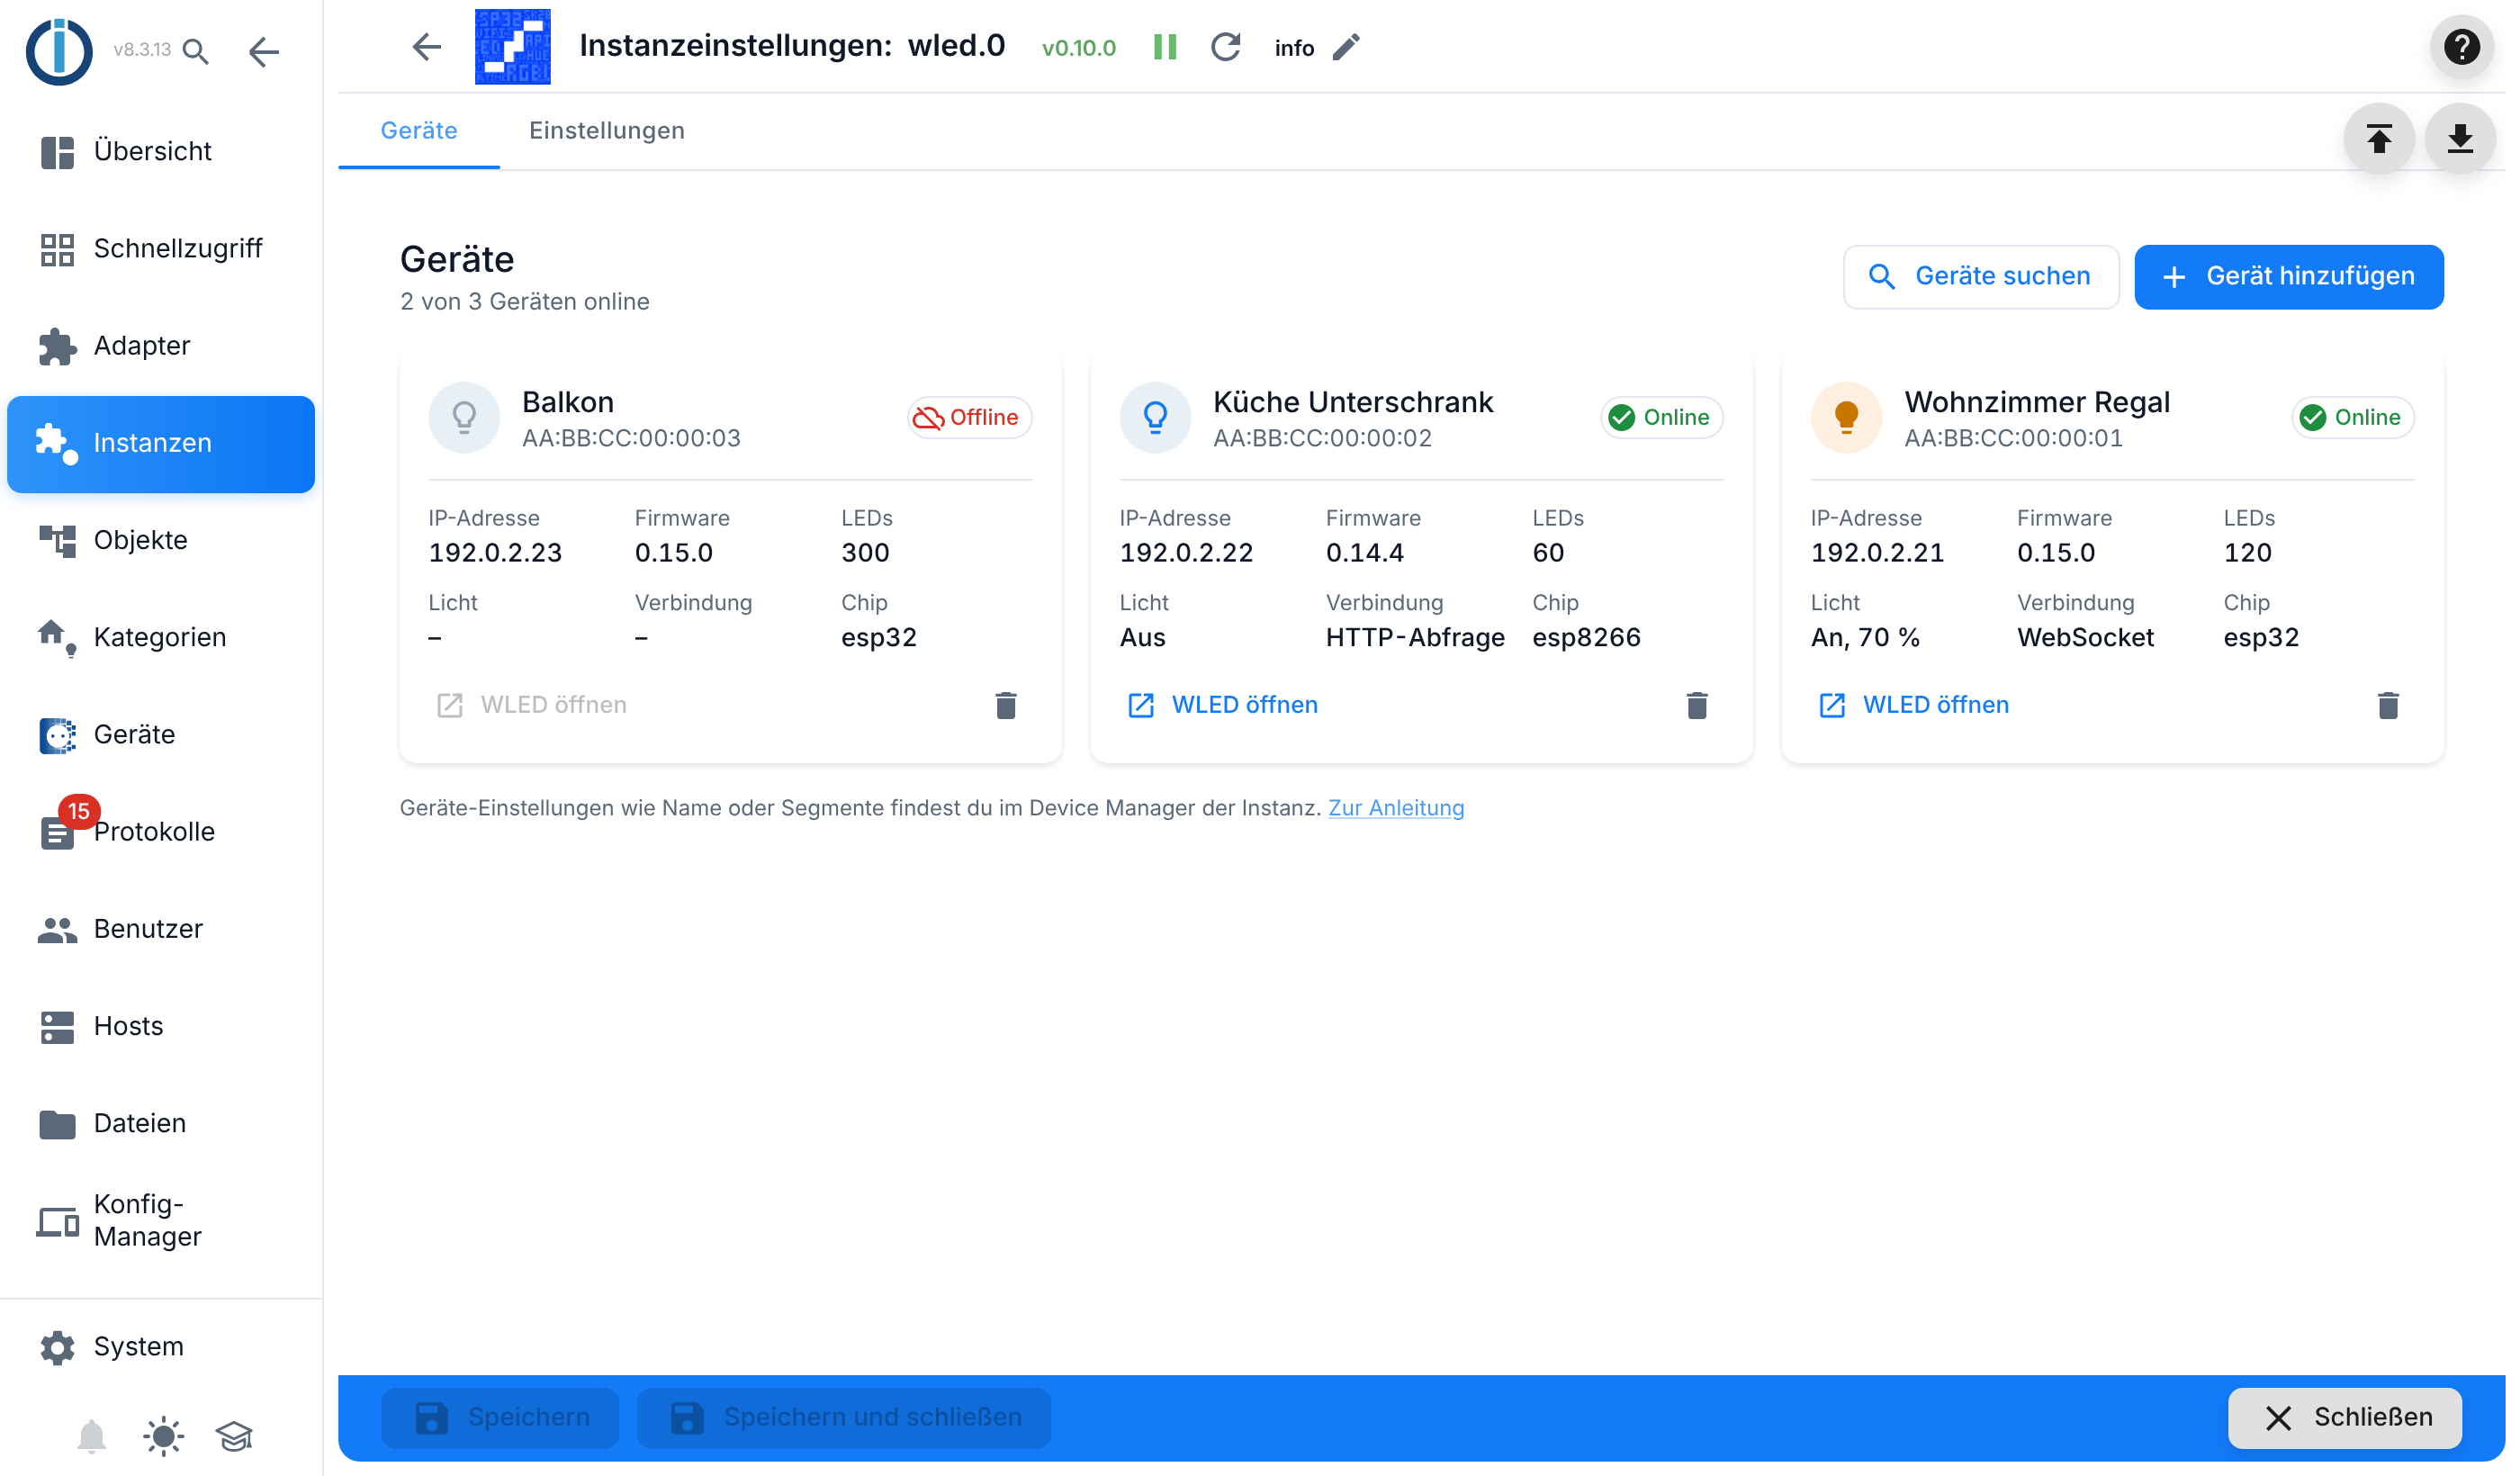 v8.3.13
Übersicht
Schnellzugriff
Adapter
Instanzen
Objekte
Kategorien
Geräte
15
Protokolle
Benutzer
Hosts
Dateien
Konfig-
Manager
System
Instanzeinstellungen: wled.0
v0.10.0
info
Geräte
Einstellungen
Geräte
2 von 3 Geräten online
Geräte suchen
Gerät hinzufügen
Balkon
AA:BB:CC:00:00:03
Offline
IP-Adresse Firmware LEDs
192.0.2.23 0.15.0 300
Licht Verbindung Chip
– – esp32
WLED öffnen
Küche Unterschrank
AA:BB:CC:00:00:02
Online
IP-Adresse Firmware LEDs
192.0.2.22 0.14.4 60
Licht Verbindung Chip
Aus HTTP-Abfrage esp8266
WLED öffnen
Wohnzimmer Regal
AA:BB:CC:00:00:01
Online
IP-Adresse Firmware LEDs
192.0.2.21 0.15.0 120
Licht Verbindung Chip
An, 70 % WebSocket esp32
WLED öffnen
Geräte-Einstellungen wie Name oder Segmente findest du im Device Manager der Instanz. Zur Anleitung
Speichern
Speichern und schließen
Schließen